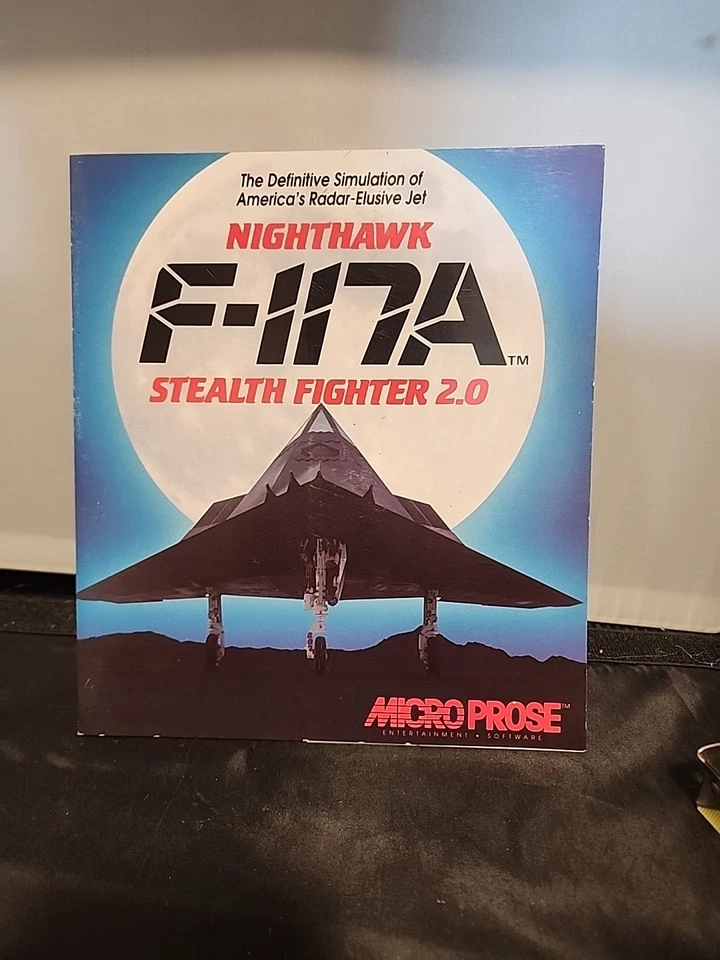 The Definitive Simulation of
America's Radar-Elusive Jet
NIGHTHAWK
F-117A™
STEALTH FIGHTER 2.0
MICROPROSE™
ENTERTAINMENT • SOFTWARE